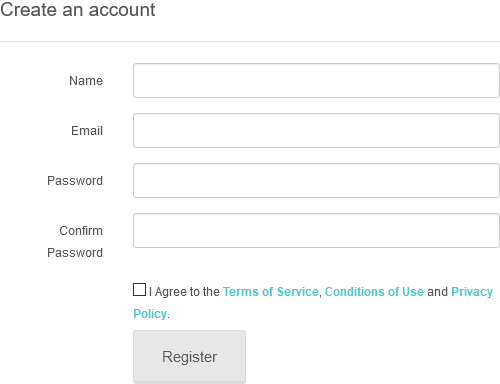 Create an account
Name
Email
Password
Confirm
Password
I Agree to the Terms of Service, Conditions of Use and Privacy
Policy.
Register